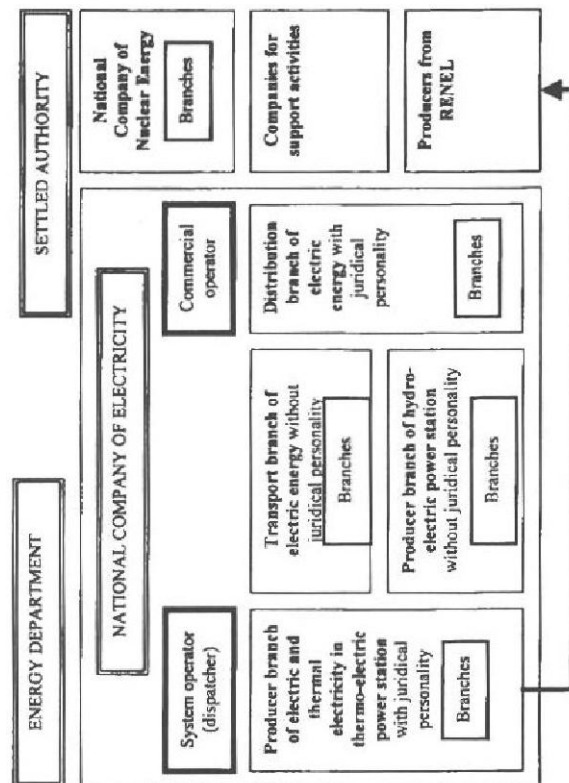 ENERGY DEPARTMENT
SETTLED AUTHORITY
NATIONAL COMPANY OF ELECTRICITY
System operator
(dispatcher)
Commercial
operator
Producer branch
of electric and
thermal
electricity in
thermo-electric
power station
with juridical
personality
Branches
Transport branch of
electric energy without
juridical personality
Branches
Producer branch of hydro-
electric power station
without juridical personality
Branches
Distribution
branch of
electric
energy with
juridical
personality
Branches
National
Company of
Nuclear Energy
Branches
Companies for
support activities
Producers from
RENEL